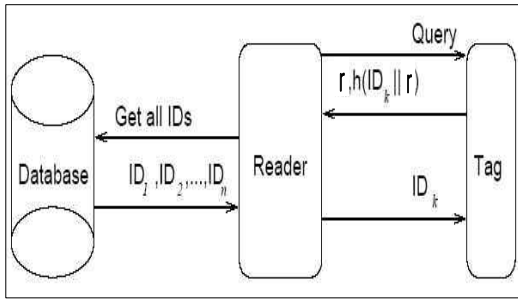 Query
r,h(ID_k || r)
Get all IDs
Database
ID_1,ID_2,...,ID_n
Reader
Tag
ID_k